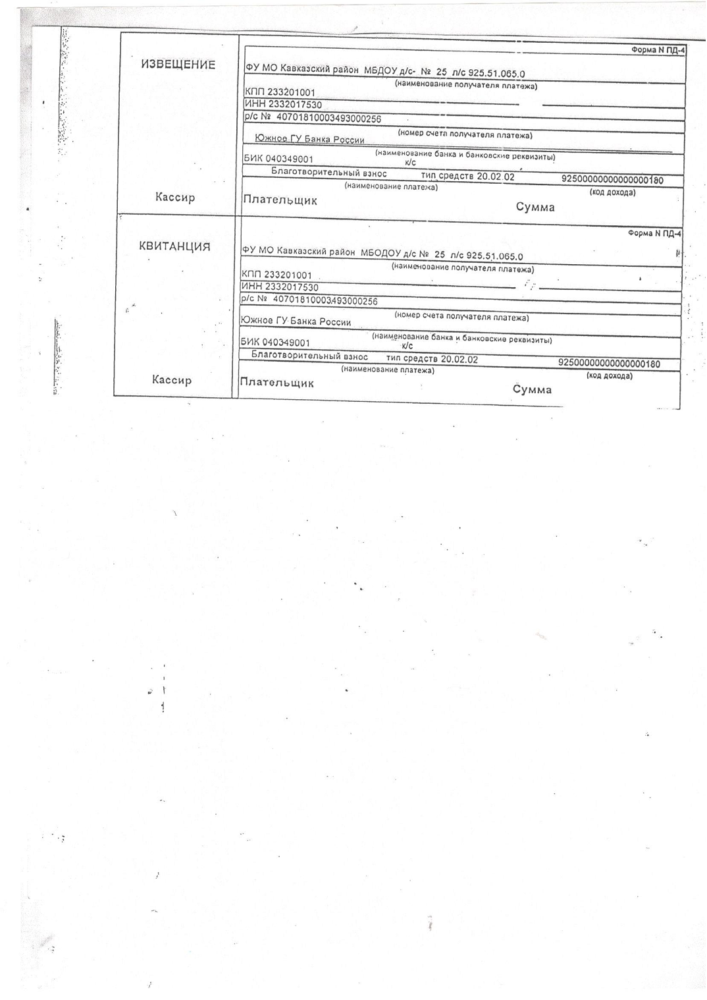 Форма N ПД-4
ИЗВЕЩЕНИЕ
ФУ МО Кавказский район МБДОУ д/с- № 25 л/с 925.51.065.0
(наименование получателя платежа)
КПП 233201001
ИНН 2332017530
р/с № 40701810003493000256
(номер счета получателя платежа)
Южное ГУ Банка России
(наименование банка и банковские реквизиты)
БИК 040349001 к/с
Благотворительный взнос тип средств 20.02.02 92500000000000000180
(наименование платежа) (код дохода)
Кассир Плательщик Сумма
Форма N ПД-4
КВИТАНЦИЯ
ФУ МО Кавказский район МБОДОУ д/с № 25 л/с 925.51.065.0
(наименование получателя платежа)
КПП 233201001
ИНН 2332017530
р/с № 40701810003493000256
(номер счета получателя платежа)
Южное ГУ Банка России
(наименование банка и банковские реквизиты)
БИК 040349001 к/с
Благотворительный взнос тип средств 20.02.02 92500000000000000180
(наименование платежа) (код дохода)
Кассир Плательщик Сумма